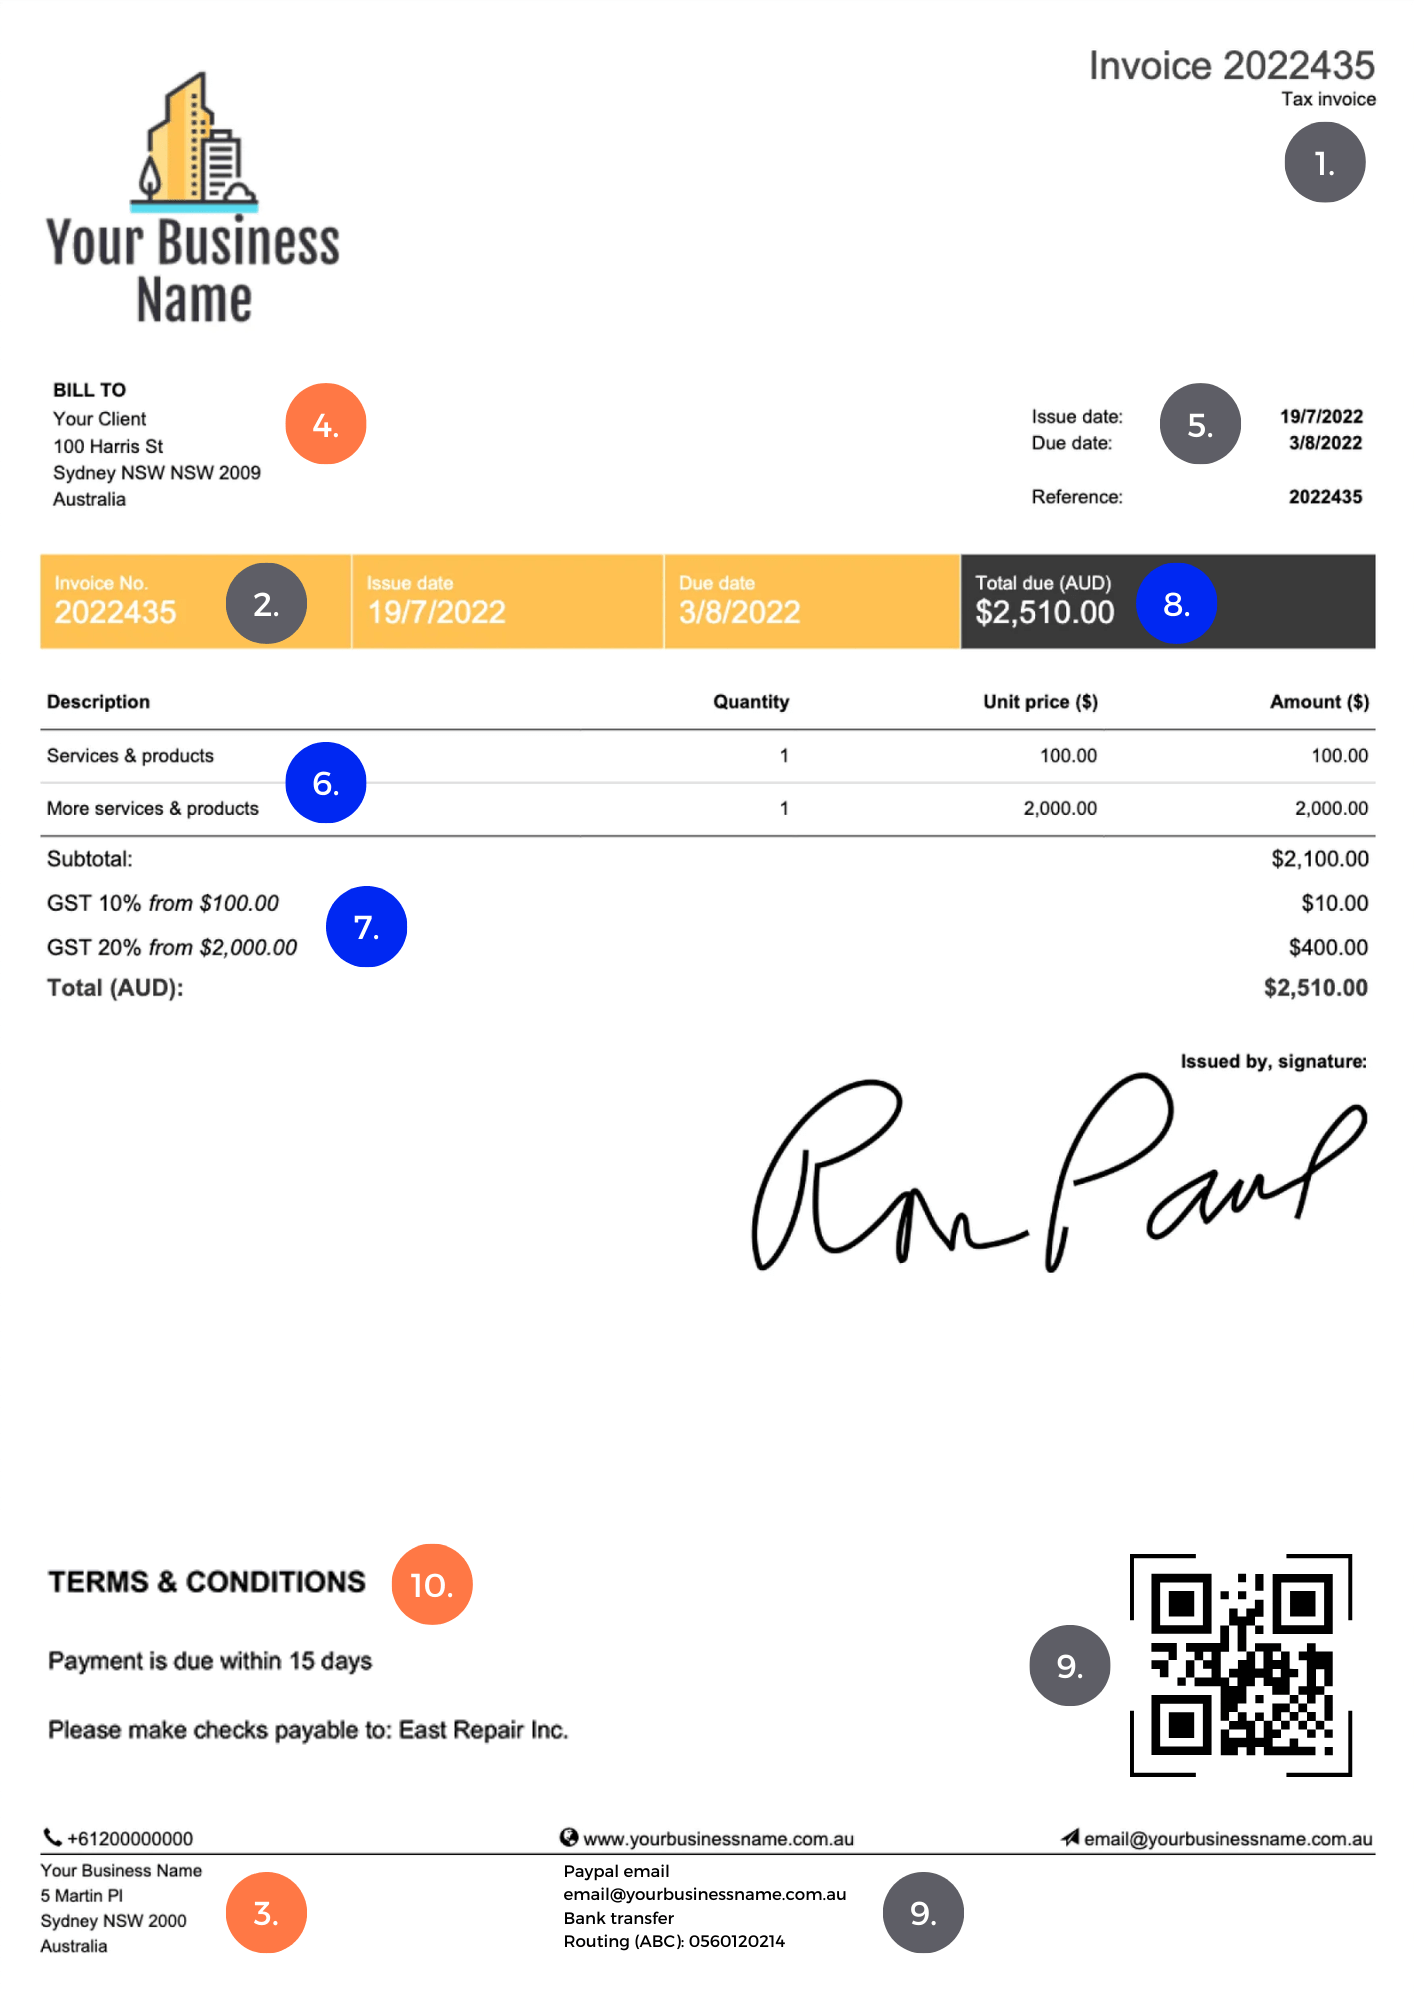 Invoice 2022435
Tax invoice
1.
Your Business
Name
BILL TO
Your Client
100 Harris St
Sydney NSW NSW 2009
Australia
4.
Issue date: 19/7/2022
Due date: 3/8/2022
5.
Reference: 2022435
Invoice No. Issue date Due date Total due (AUD)
2022435 19/7/2022 3/8/2022 $2,510.00
2. 8.
Description Quantity Unit price ($) Amount ($)
Services & products 1 100.00 100.00
6.
More services & products 1 2,000.00 2,000.00
Subtotal: $2,100.00
GST 10% from $100.00 $10.00
7.
GST 20% from $2,000.00 $400.00
Total (AUD): $2,510.00
Issued by, signature:
Ron Paul
TERMS & CONDITIONS
10.
Payment is due within 15 days
9.
Please make checks payable to: East Repair Inc.
+61200000000 www.yourbusinessname.com.au email@yourbusinessname.com.au
Your Business Name
5 Martin Pl
Sydney NSW 2000
Australia
3.
Paypal email
email@yourbusinessname.com.au
Bank transfer
Routing (ABC): 0560120214
9.